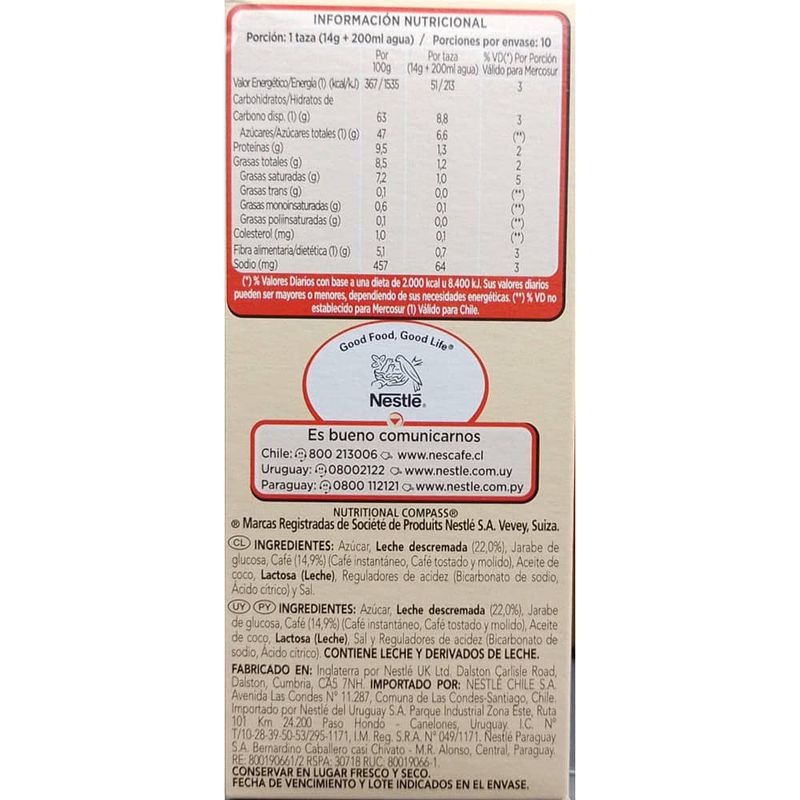 INFORMACIÓN NUTRICIONAL
Porción: 1 taza (14g + 200ml agua) / Porciones por envase: 10
Por 100g Por taza (14g + 200ml agua) % VD(*) Por Porción Válido para Mercosur
Valor Energético/Energía (1) (kcal/kJ) 367/1535 51/213 3
Carbohidratos/Hidratos de
Carbono disp. (1) (g) 63 8,8 3
Azúcares/Azúcares totales (1) (g) 47 6,6 (**)
Proteínas (g) 9,5 1,3 2
Grasas totales (g) 8,5 1,2 2
Grasas saturadas (g) 7,2 1,0 5
Grasas trans (g) 0,1 0,0 (**)
Grasas monoinsaturadas (g) 0,6 0,1 (**)
Grasas poliinsaturadas (g) 0,1 0,0 (**)
Colesterol (mg) 1,0 0,1 (**)
Fibra alimentaria/dietética (1) (g) 5,1 0,7 3
Sodio (mg) 457 64 3
(*) % Valores Diarios con base a una dieta de 2.000 kcal u 8.400 kJ. Sus valores diarios
pueden ser mayores o menores, dependiendo de sus necesidades energéticas. (**) % VD no
establecido para Mercosur (1) Válido para Chile.
Good Food, Good Life®
Nestlé®
Es bueno comunicarnos
Chile: 800 213006 www.nescafe.cl
Uruguay: 08002122 www.nestle.com.uy
Paraguay: 0800 112121 www.nestle.com.py
NUTRITIONAL COMPASS®
® Marcas Registradas de Société de Produits Nestlé S.A. Vevey, Suiza.
CL INGREDIENTES: Azúcar, Leche descremada (22,0%), Jarabe de
glucosa, Café (14,9%) (Café instantáneo, Café tostado y molido), Aceite de
coco, Lactosa (Leche), Reguladores de acidez (Bicarbonato de sodio,
Ácido cítrico) y Sal.
UY PY INGREDIENTES: Azúcar, Leche descremada (22,0%), Jarabe
de glucosa, Café (14,9%) (Café instantáneo, Café tostado y molido), Aceite
de coco, Lactosa (Leche), Sal y Reguladores de acidez (Bicarbonato de
sodio, Ácido cítrico). CONTIENE LECHE Y DERIVADOS DE LECHE.
FABRICADO EN: Inglaterra por Nestlé UK Ltd. Dalston Carlisle Road,
Dalston, Cumbria, CA5 7NH. IMPORTADO POR: NESTLÉ CHILE S.A.
Avenida Las Condes N° 11.287, Comuna de Las Condes-Santiago, Chile.
Importado por Nestlé del Uruguay S.A. Parque Industrial Zona Este, Ruta
101 Km 24.200 Paso Hondo - Canelones, Uruguay. I.C. N°
T/10-28-39-50-53/295-1171, I.M. Reg. S.R.A. N° 049/1171. Nestlé Paraguay
S.A. Bernardino Caballero casi Chivato - M.R. Alonso, Central, Paraguay.
RE: 800190661/2 RSPA: 30718 RUC: 80019066-1.
CONSERVAR EN LUGAR FRESCO Y SECO.
FECHA DE VENCIMIENTO Y LOTE INDICADOS EN EL ENVASE.